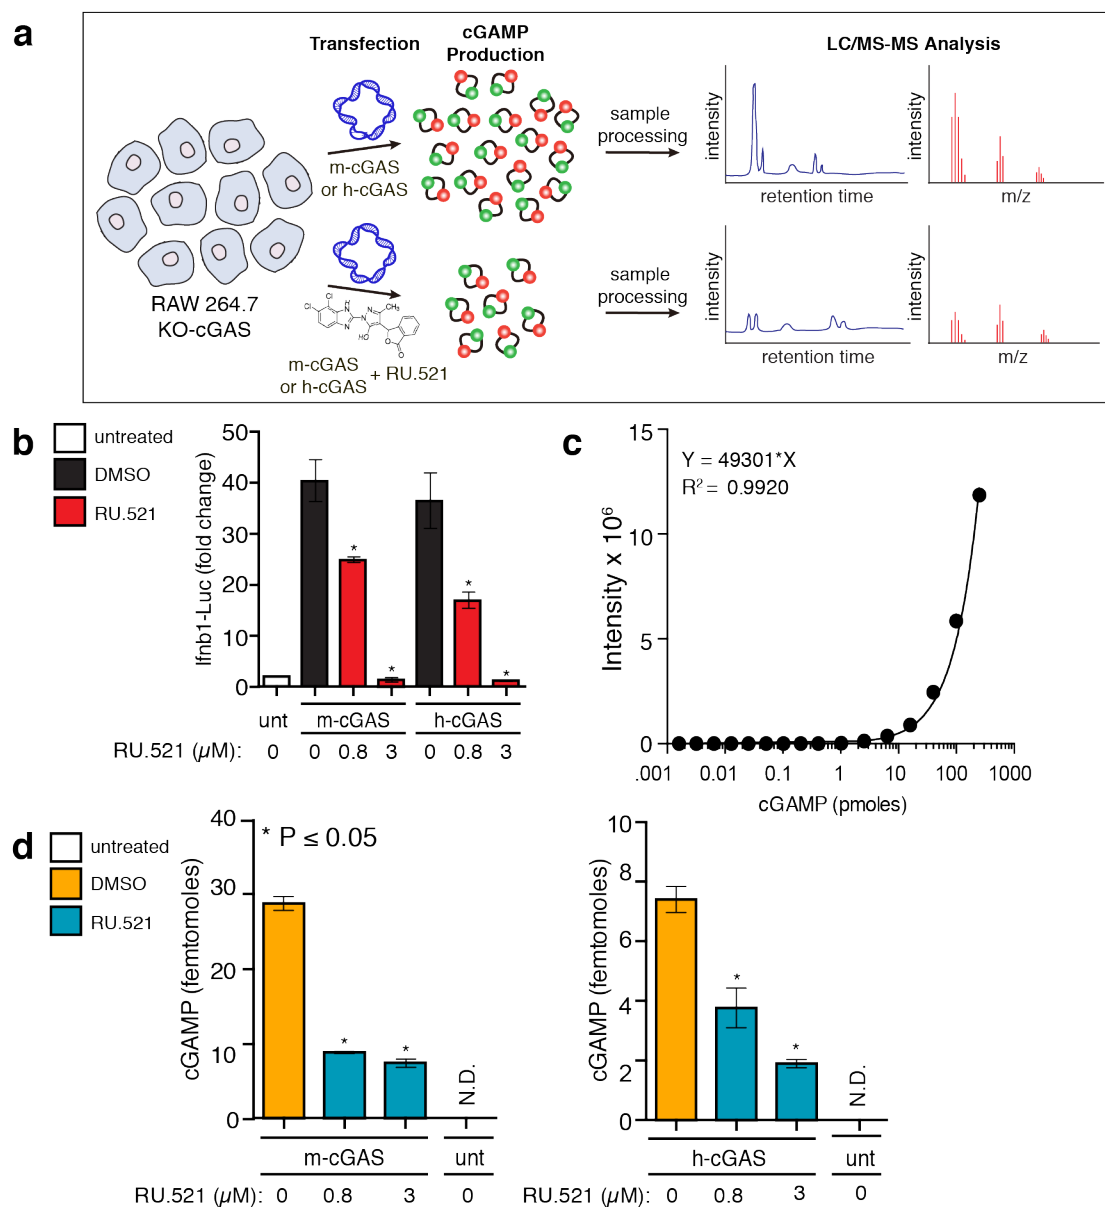 a
Transfection
cGAMP
Production
LC/MS-MS Analysis
m-cGAS
or h-cGAS
sample
processing
intensity
retention time
intensity
m/z
RAW 264.7
KO-cGAS
Cl
Cl
H
N
N
N
N
CH₃
HO
O
O
m-cGAS
or h-cGAS
+ RU.521
sample
processing
intensity
retention time
intensity
m/z
b
untreated
DMSO
RU.521
Ifnb1-Luc (fold change)
50
40
30
20
10
0
*
*
*
*
unt
m-cGAS
h-cGAS
RU.521 (µM): 0 0 0.8 3 0 0.8 3
c
Y = 49301*X
R² = 0.9920
Intensity x 10⁶
15
10
5
0
.001 0.01 0.1 1 10 100 1000
cGAMP (pmoles)
d
untreated
DMSO
RU.521
* P ≤ 0.05
cGAMP (femtomoles)
40
30
20
10
0
*
*
N.D.
m-cGAS
unt
RU.521 (µM): 0 0.8 3 0
cGAMP (femtomoles)
10
8
6
4
2
0
*
*
N.D.
h-cGAS
unt
RU.521 (µM): 0 0.8 3 0